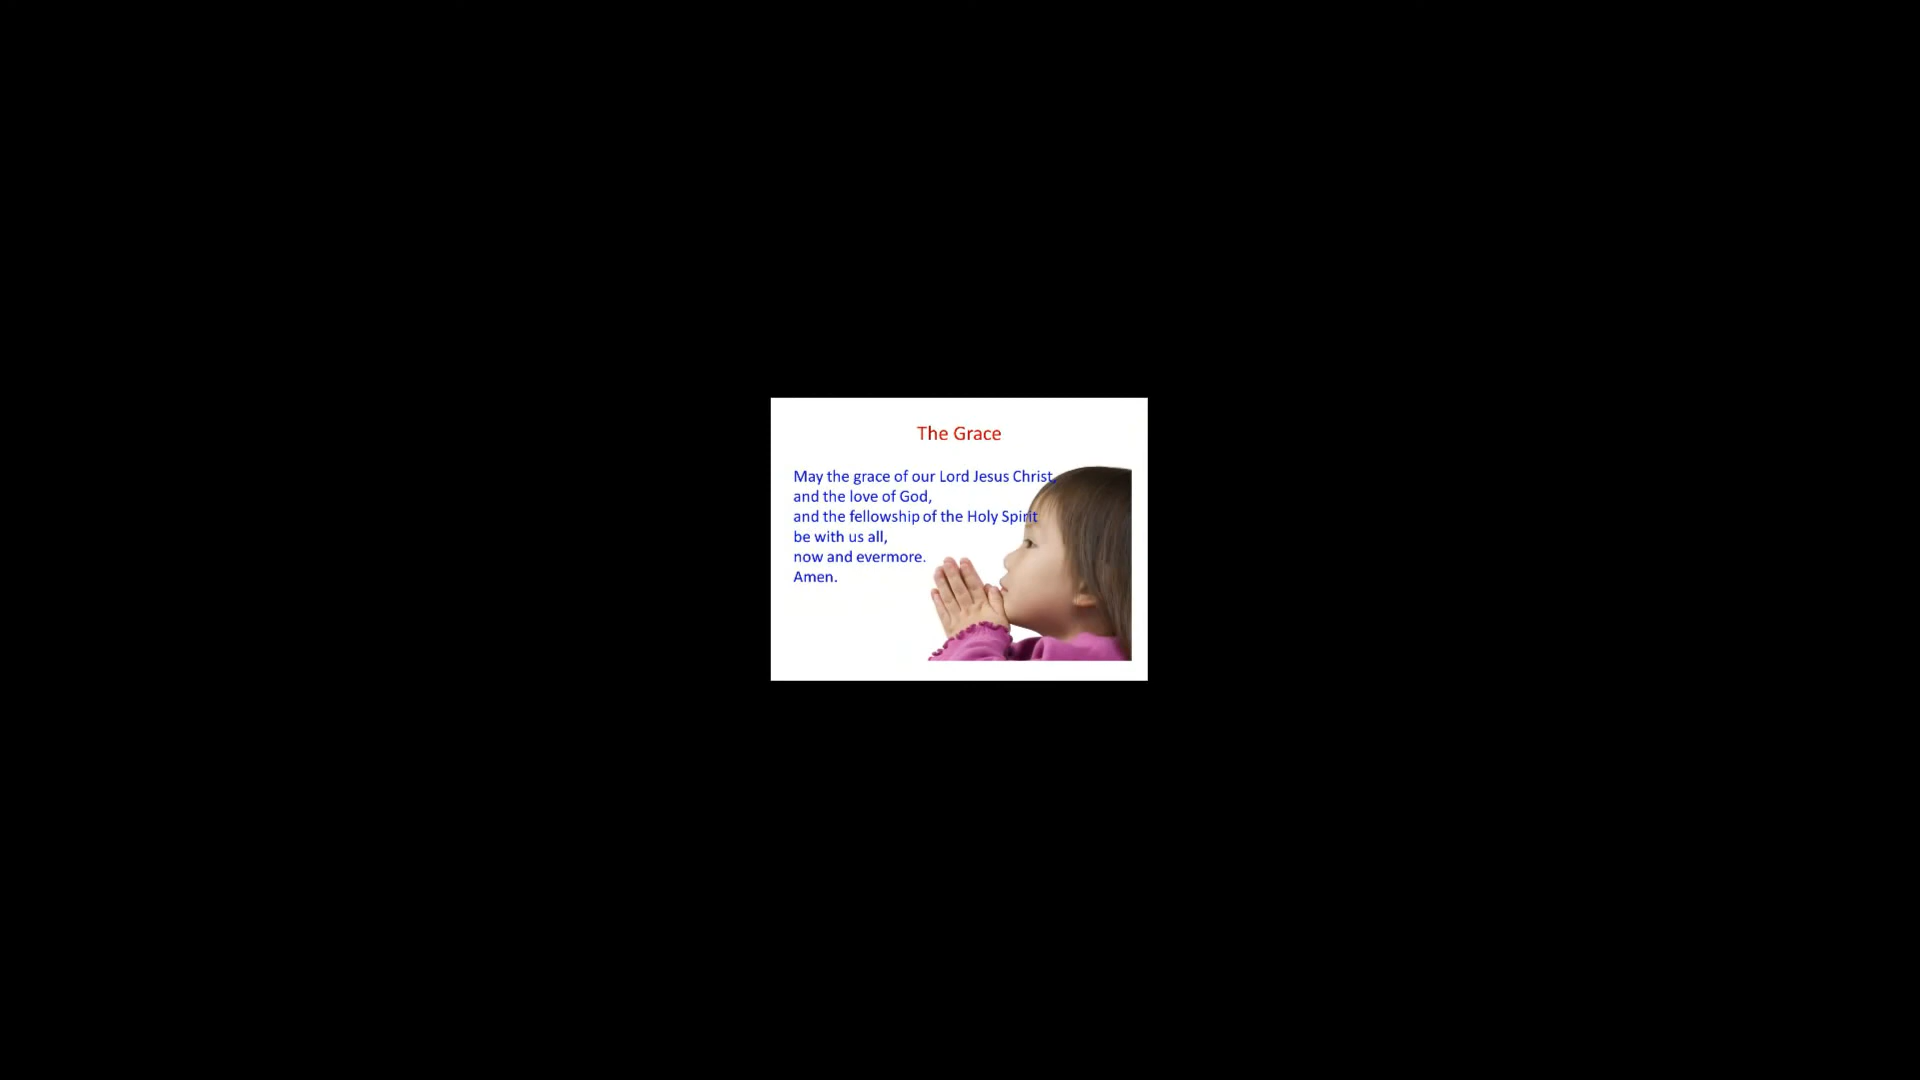 The Grace
May the grace of our Lord Jesus Christ,
and the love of God,
and the fellowship of the Holy Spirit
be with us all,
now and evermore.
Amen.